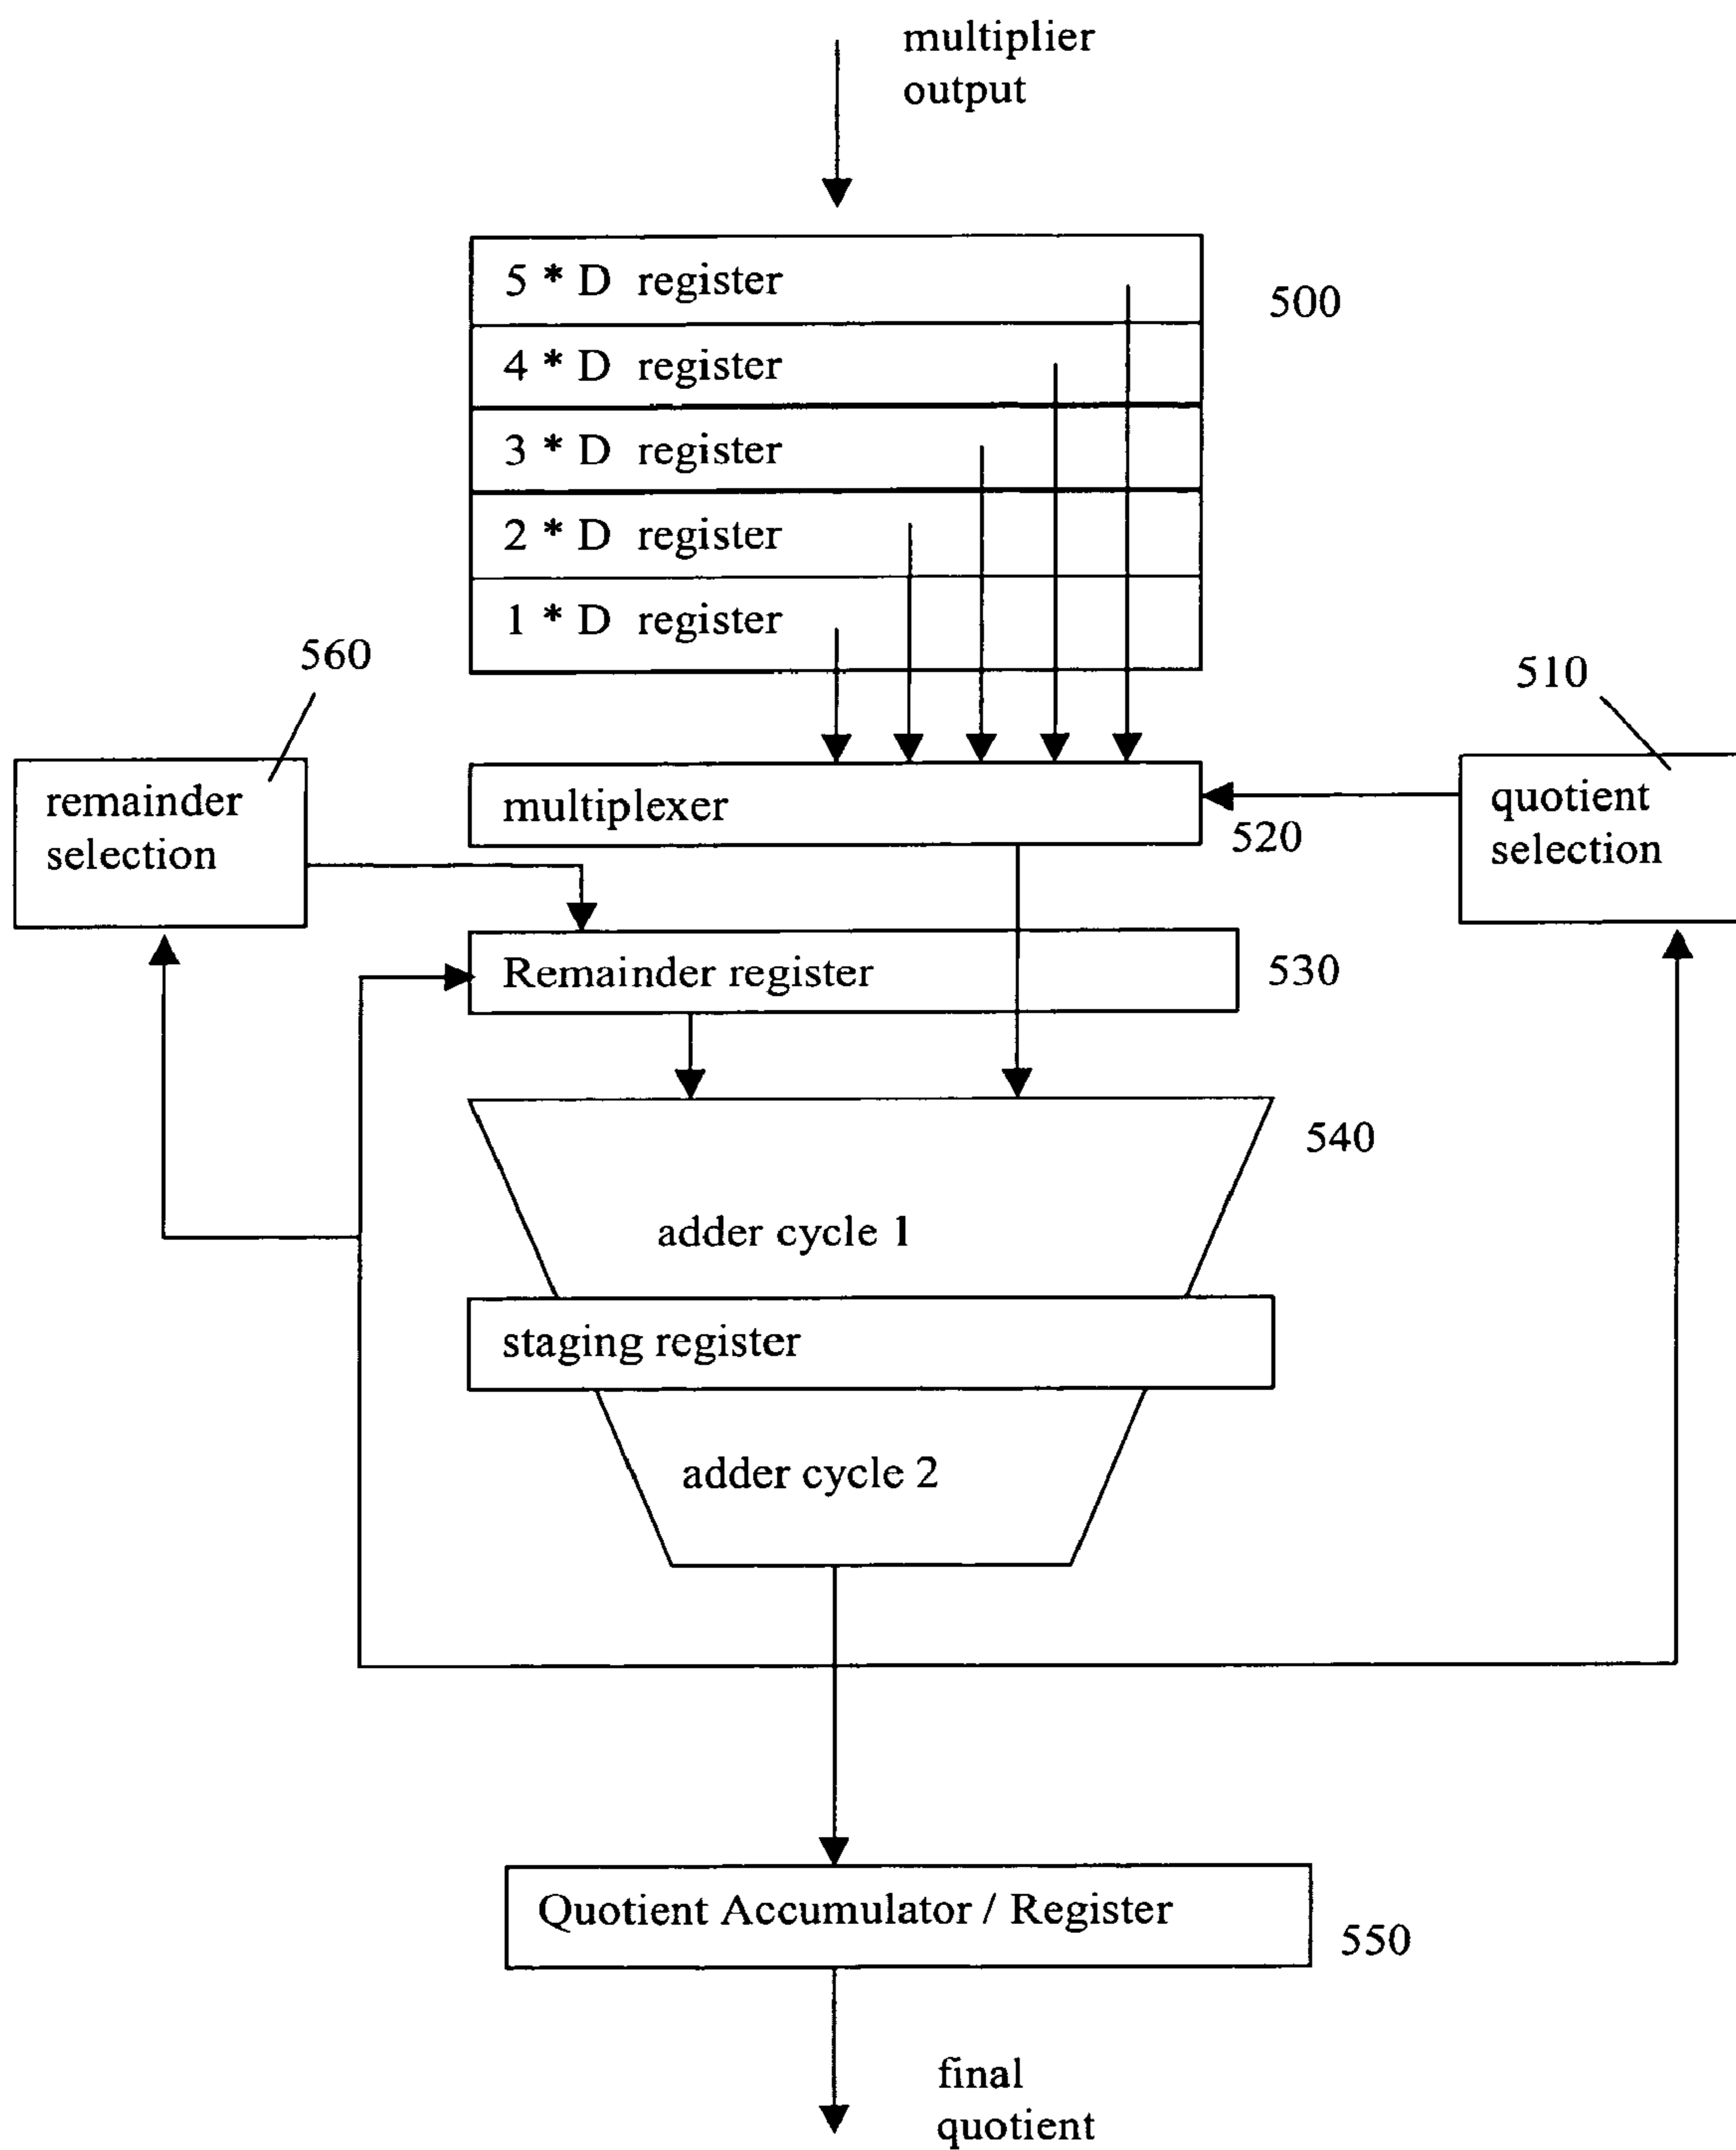 multiplier
output
5 * D register
500
4 * D register
3 * D register
2 * D register
1 * D register
560
510
remainder
selection
multiplexer
520
quotient
selection
Remainder register
530
540
adder cycle 1
staging register
adder cycle 2
Quotient Accumulator / Register
550
final
quotient